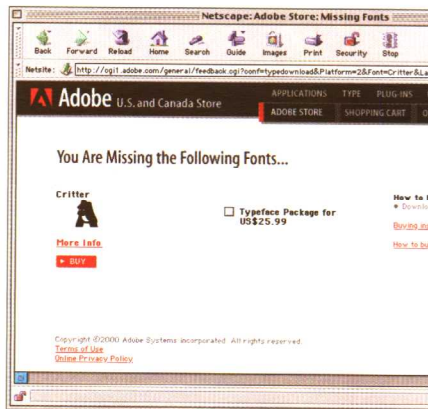 Netscape: Adobe Store: Missing Fonts
Back Forward Reload Home Search Guide Images Print Security Stop
Netsite: http://cgi1.adobe.com/general/feedback.cgi?conf=typedownload&Platform=2&Font=Critter&La
Adobe U.S. and Canada Store
APPLICATIONS TYPE PLUG-INS
ADOBE STORE SHOPPING CART
You Are Missing the Following Fonts...
Critter
A
Typeface Package for
US$25.99
More Info
BUY
How to
Downlo
Buying
How to bu
Copyright ©2000 Adobe Systems incorporated. All rights reserved.
Terms of Use
Online Privacy Policy